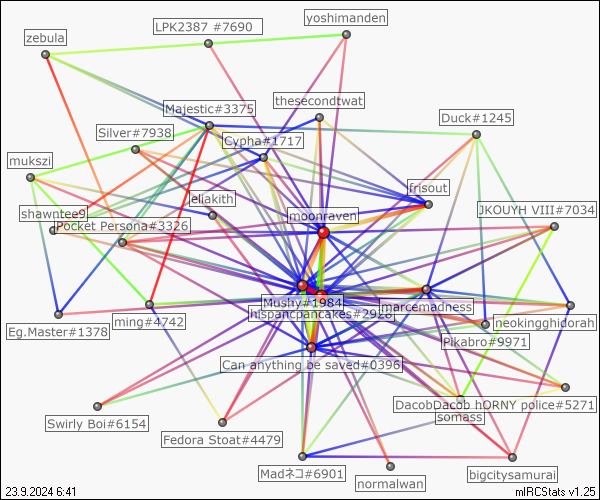 yoshimanden
LPK2387 #7690
zebula
thesecondtwat
Majestic#3375
Duck#1245
Silver#7938
Cypha#1717
mukszi
frisout
jeliakith
JKOUYH VIII#7034
shawntee9
moonraven
Pocket Persona#3326
Mushy#1984
marcemadness
hispancpancakes#2928
ming#4742
neokingghidorah
Eg.Master#1378
Pikabro#9971
Can anything be saved#0396
DacobDacob hORNY police#5271
somass
Swirly Boi#6154
Fedora Stoat#4479
Madネコ#6901
bigcitysamurai
normalwan
23.9.2024 6:41
mIRCStats v1.25